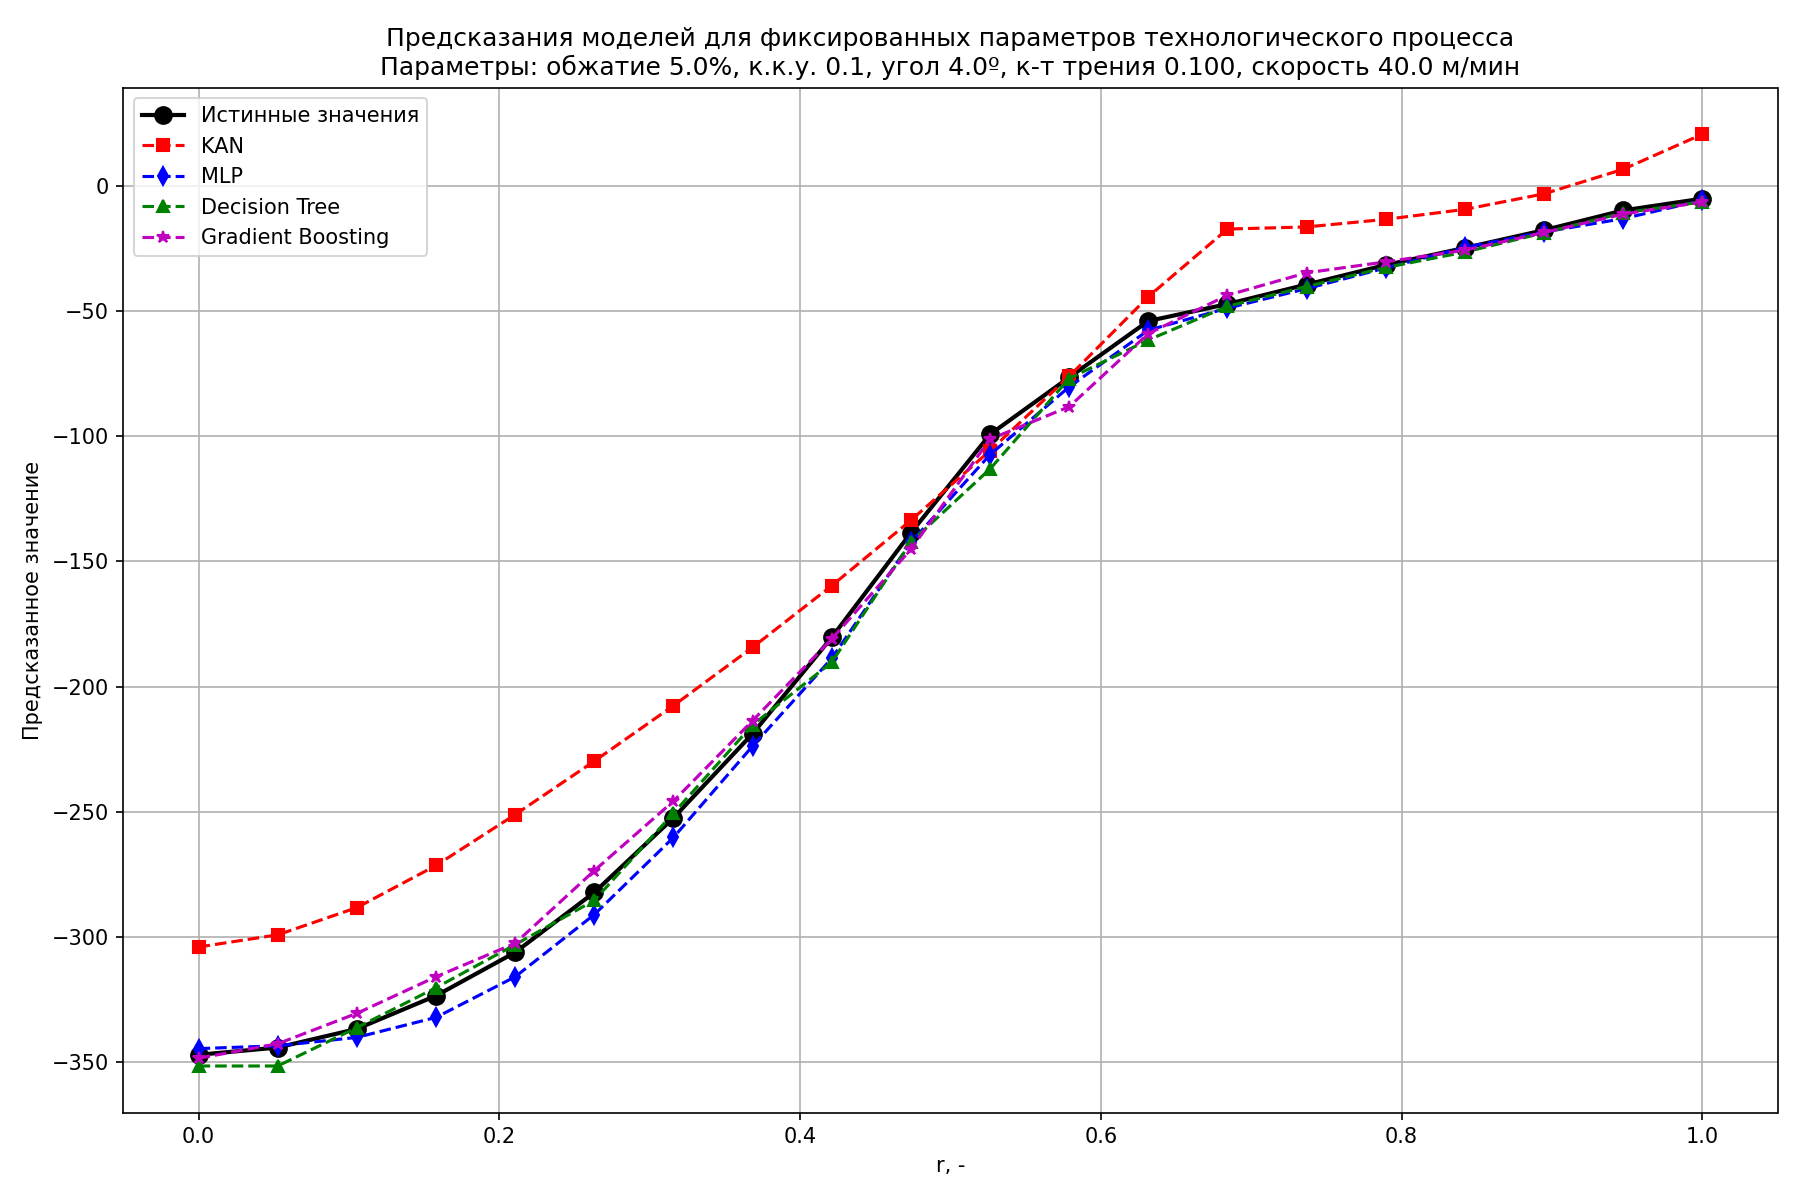 Предсказания моделей для фиксированных параметров технологического процесса
Параметры: обжатие 5.0%, к.к.у. 0.1, угол 4.0º, к-т трения 0.100, скорость 40.0 м/мин
Истинные значения
KAN
MLP
Decision Tree
Gradient Boosting
Предсказанное значение
0
−50
−100
−150
−200
−250
−300
−350
0.0
0.2
0.4
0.6
0.8
1.0
r, -